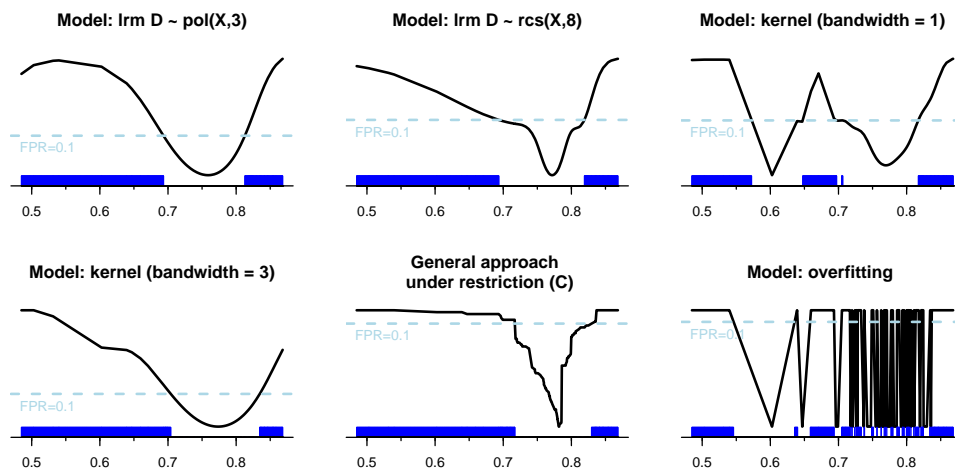 Model: lrm D ~ pol(X,3)
FPR=0.1
0.5 0.6 0.7 0.8
Model: lrm D ~ rcs(X,8)
FPR=0.1
0.5 0.6 0.7 0.8
Model: kernel (bandwidth = 1)
FPR=0.1
0.5 0.6 0.7 0.8
Model: kernel (bandwidth = 3)
FPR=0.1
0.5 0.6 0.7 0.8
General approach
under restriction (C)
FPR=0.1
0.5 0.6 0.7 0.8
Model: overfitting
FPR=0.1
0.5 0.6 0.7 0.8